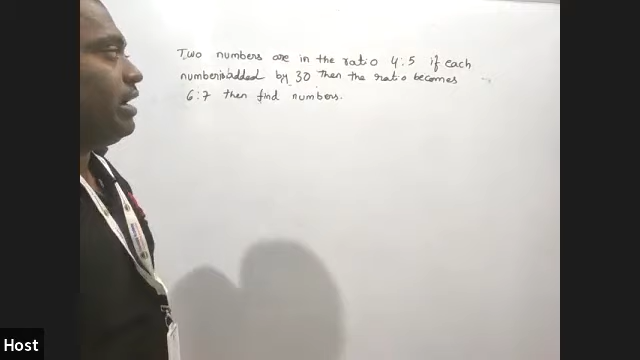 Two numbers are in the ratio 4:5 if each
number is added by 30 then the ratio becomes
6:7 then find numbers.
Host